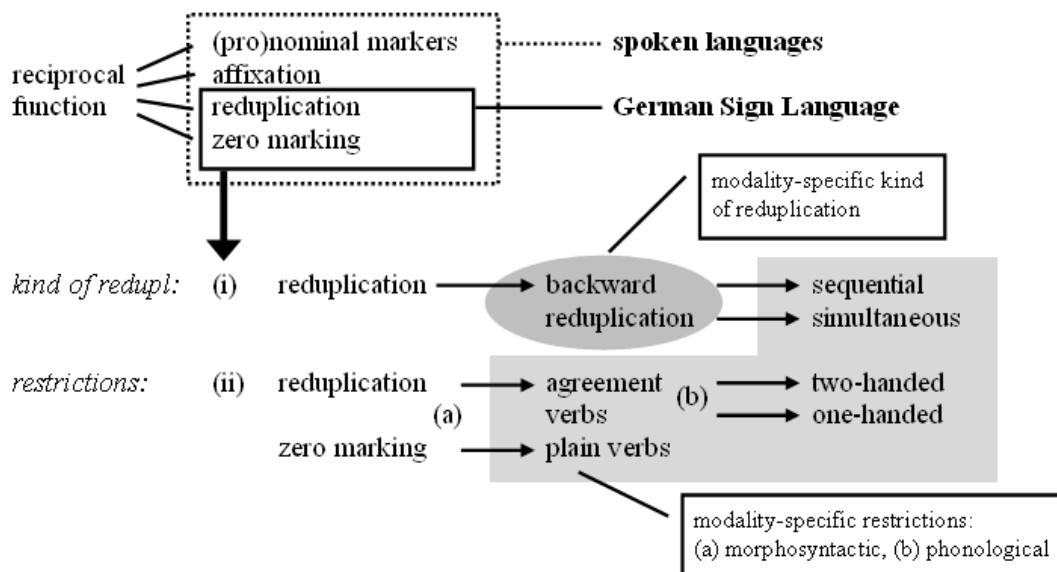 (pro)nominal markers
spoken languages
reciprocal
affixation
function
reduplication
German Sign Language
zero marking
modality-specific kind
of reduplication
kind of redupl: (i) reduplication backward sequential
reduplication simultaneous
restrictions: (ii) reduplication agreement (b) two-handed
(a) verbs one-handed
zero marking plain verbs
modality-specific restrictions:
(a) morphosyntactic, (b) phonological